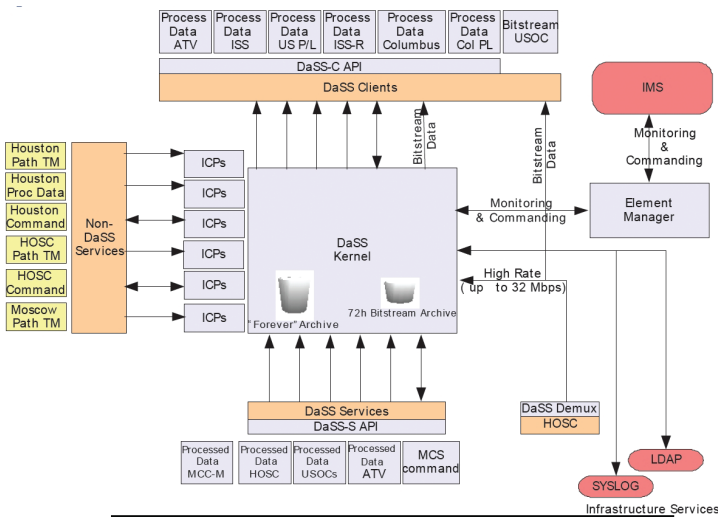 Process
Data
ATV
Process
Data
ISS
Process
Data
US P/L
Process
Data
ISS-R
Process
Data
Columbus
Process
Data
Col PL
Bitstream
USOC
DaSS-C API
DaSS Clients
IMS
Bitstream
Data
Bitstream
Data
Monitoring
&
Commanding
Houston
Path TM
Houston
Proc Data
Houston
Command
HOSC
Path TM
HOSC
Command
Moscow
Path TM
Non-
DaSS
Services
ICPs
ICPs
ICPs
ICPs
ICPs
ICPs
DaSS
Kernel
"Forever" Archive
72h Bitstream Archive
Monitoring
& Commanding
Element
Manager
High Rate
( up to 32 Mbps)
DaSS Services
DaSS-S API
DaSS Demux
HOSC
Processed
Data
MCC-M
Processed
Data
HOSC
Processed
Data
USOCs
Processed
Data
ATV
MCS
command
LDAP
SYSLOG
Infrastructure Services